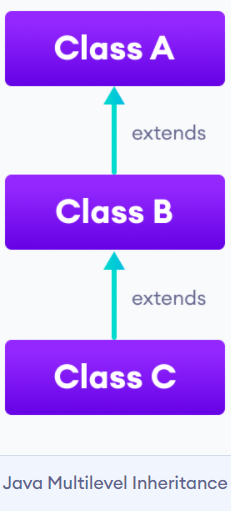 Class A
extends
Class B
extends
Class C
Java Multilevel Inheritance